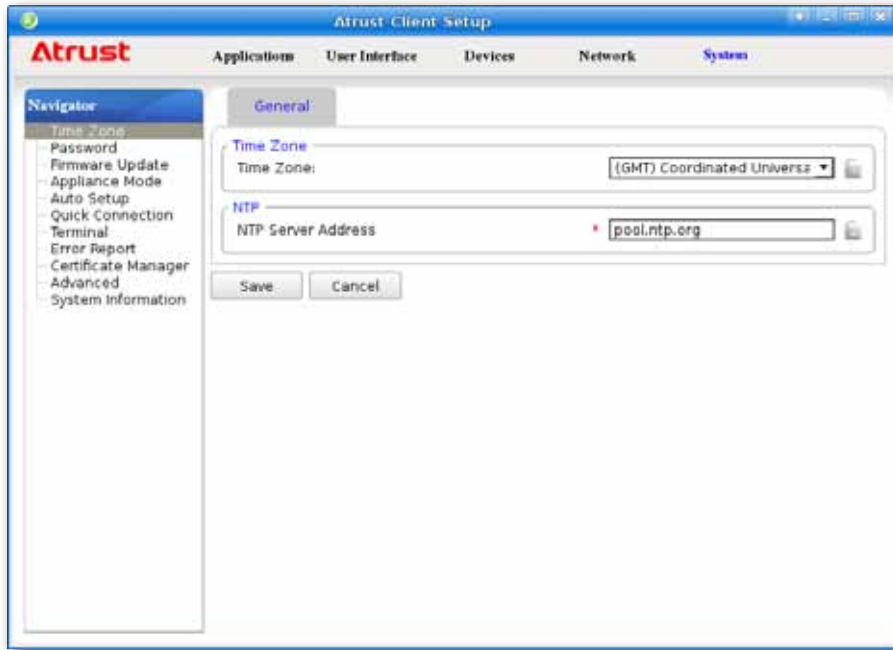 Atrust Client Setup
Atrust
Applications User Interface Devices Network System
Navigator
Time Zone
Password
Firmware Update
Appliance Mode
Auto Setup
Quick Connection
Terminal
Error Report
Certificate Manager
Advanced
System Information
General
Time Zone
Time Zone: (GMT) Coordinated Universa
NTP
NTP Server Address * pool.ntp.org
Save Cancel